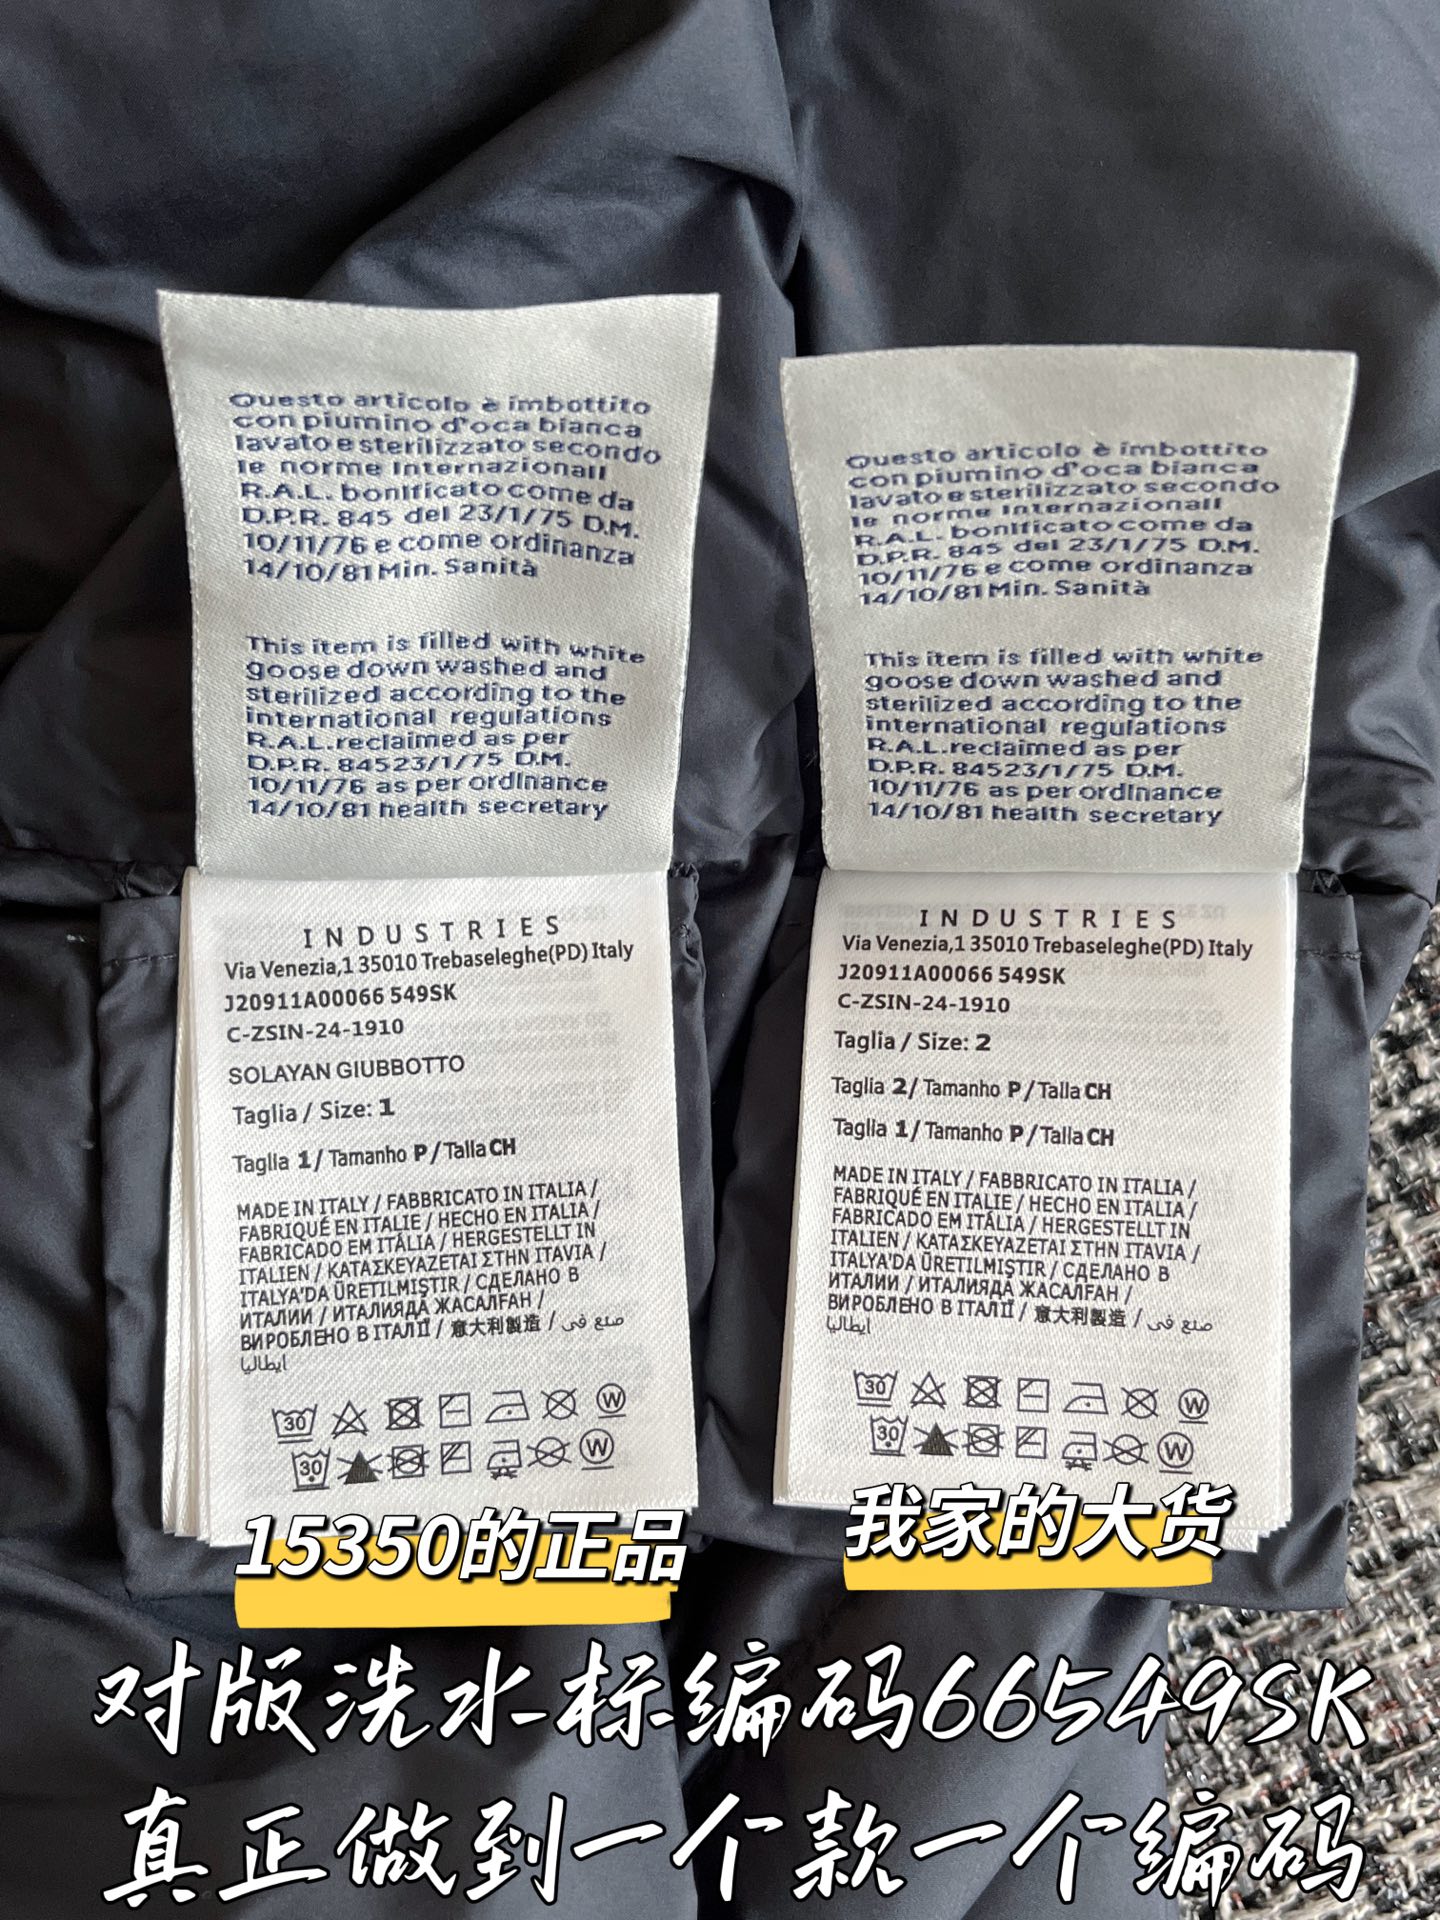 Questo articolo è imbottito
con piumino d'oca bianca
lavato e sterilizzato secondo
le norme Internazionali
R.A.L. bonificato come da
D.P.R. 845 del 23/1/75 D.M.
10/11/76 e come ordinanza
14/10/81 Min. Sanità
This item is filled with white
goose down washed and
sterilized according to the
international regulations
R.A.L.reclaimed as per
D.P.R. 84523/1/75 D.M.
10/11/76 as per ordinance
14/10/81 health secretary
INDUSTRIES
Via Venezia,1 35010 Trebaseleghe(PD) Italy
J20911A00066 549SK
C-ZSIN-24-1910
SOLAYAN GIUBBOTTO
Taglia / Size: 1
Taglia 1/ Tamanho P/Talla CH
MADE IN ITALY / FABBRICATO IN ITALIA /
FABRIQUÉ EN ITALIE / HECHO EN ITALIA /
FABRICADO EM ITÁLIA / HERGESTELLT IN
ITALIEN / ΚΑΤΑΣΚΕΥΑΖΕΤΑΙ ΣΤΗΝ ΙΤΑVΙΑ /
ITALYA'DA ÜRETILMIŞTIR / СДЕЛАНО В
ИТАЛИИ / ИТАЛИЯДА ЖАСАЛҒАН /
ВИРОБЛЕНО В ІТАЛІЇ / 意大利製造 / صنع فى
ايطاليا
30
W
30
W
Questo articolo è imbottito
con piumino d'oca bianca
lavato e sterilizzato secondo
le norme Internazionali
R.A.L. bonificato come da
D.P.R. 845 del 23/1/75 D.M.
10/11/76 e come ordinanza
14/10/81 Min. Sanità
This item is filled with white
goose down washed and
sterilized according to the
international regulations
R.A.L.reclaimed as per
D.P.R. 84523/1/75 D.M.
10/11/76 as per ordinance
14/10/81 health secretary
INDUSTRIES
Via Venezia,1 35010 Trebaseleghe(PD) Italy
J20911A00066 549SK
C-ZSIN-24-1910
Taglia / Size: 2
Taglia 2/ Tamanho P/Talla CH
Taglia 1/ Tamanho P/Talla CH
MADE IN ITALY / FABBRICATO IN ITALIA /
FABRIQUÉ EN ITALIE / HECHO EN ITALIA /
FABRICADO EM ITÁLIA / HERGESTELLT IN
ITALIEN / ΚΑΤΑΣΚΕΥΑΖΕΤΑΙ ΣΤΗΝ ΙΤΑVΙΑ /
ITALYA'DA ÜRETILMIŞTIR / СДЕЛАНО В
ИТАЛИИ / ИТАЛИЯДА ЖАСАЛҒАН /
ВИРОБЛЕНО В ІТАЛІЇ / 意大利製造 / صنع فى
ايطاليا
30
W
30
W
15350的正品
我家的大货
对版洗水标编码66549SK
真正做到一个款一个编码